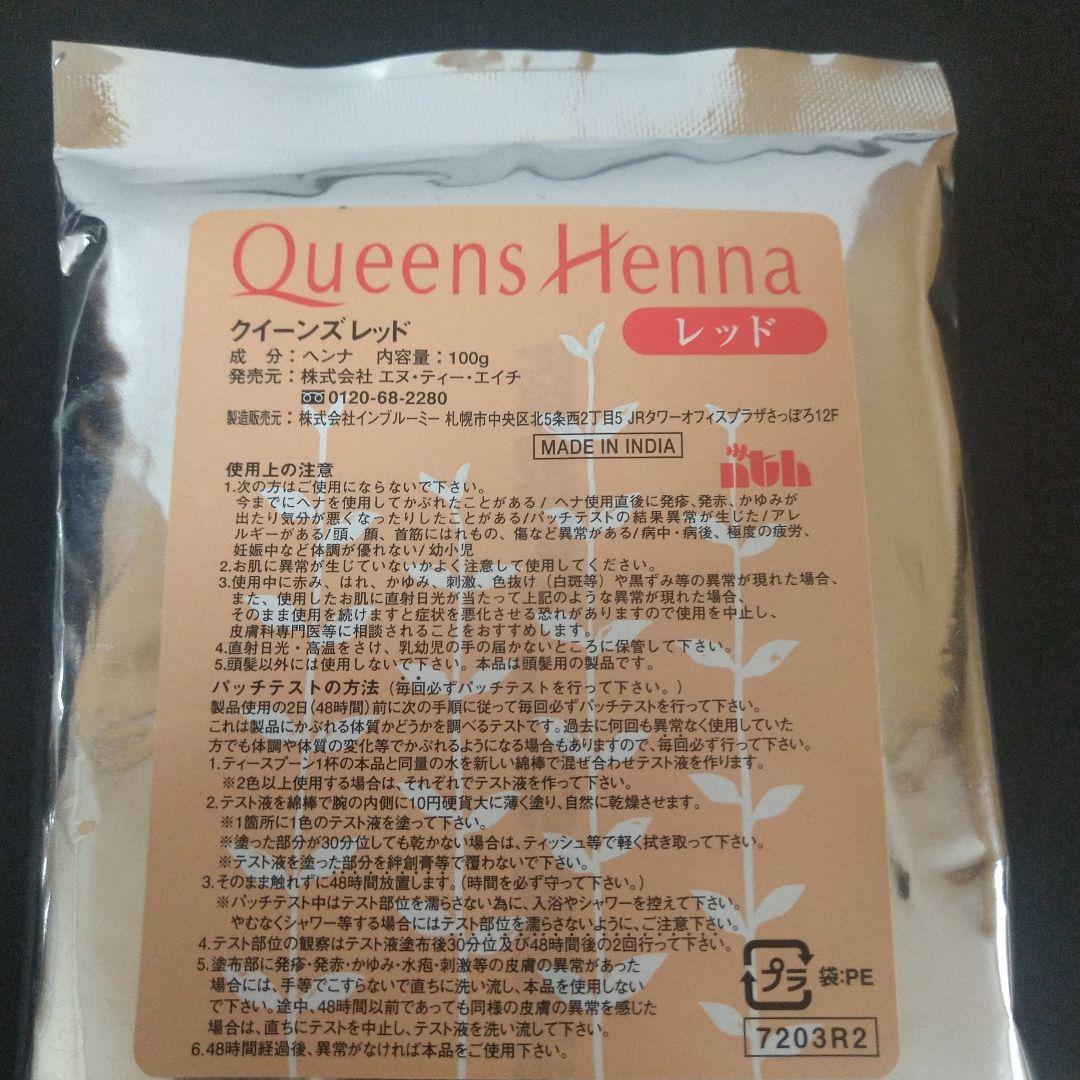 Queens Henna
クイーンズ レッド
レッド
成　分：ヘンナ　内容量：100g
発売元：株式会社 エヌ・ティー・エイチ
0120-68-2280
製造販売元：株式会社インブルーミー 札幌市中央区北5条西2丁目5 JRタワーオフィスプラザさっぽろ12F
MADE IN INDIA
nth
使用上の注意
1.次の方はご使用にならないで下さい。
今までにヘナを使用してかぶれたことがある/ ヘナ使用直後に発疹、発赤、かゆみが
出たり気分が悪くなったりしたことがある/パッチテストの結果異常が生じた/アレ
ルギーがある/頭、顔、首筋にはれもの、傷など異常がある/病中・病後、極度の疲労、
妊娠中など体調が優れない/ 幼小児
2.お肌に異常が生じていないかよく注意して使用してください。
3.使用中に赤み、はれ、かゆみ、刺激、色抜け（白斑等）や黒ずみ等の異常が現れた場合、
また、使用したお肌に直射日光が当たって上記のような異常が現れた場合、
そのまま使用を続けますと症状を悪化させる恐れがありますので使用を中止し、
皮膚科専門医等に相談されることをおすすめします。
4.直射日光・高温をさけ、乳幼児の手の届かないところに保管して下さい。
5.頭髪以外には使用しないで下さい。本品は頭髪用の製品です。
パッチテストの方法（毎回必ずパッチテストを行って下さい。）
製品使用の2日(48時間)前に次の手順に従って毎回必ずパッチテストを行って下さい。
これは製品にかぶれる体質かどうかを調べるテストです。過去に何回も異常なく使用していた
方でも体調や体質の変化等でかぶれるようになる場合もありますので、毎回必ず行って下さい。
1.ティースプーン1杯の本品と同量の水を新しい綿棒で混ぜ合わせテスト液を作ります。
※2色以上使用する場合は、それぞれでテスト液を作って下さい。
2.テスト液を綿棒で腕の内側に10円硬貨大に薄く塗り、自然に乾燥させます。
※1箇所に1色のテスト液を塗って下さい。
※塗った部分が30分位しても乾かない場合は、ティッシュ等で軽く拭き取って下さい。
※テスト液を塗った部分を絆創膏等で覆わないで下さい。
3.そのまま触れずに48時間放置します。(時間を必ず守って下さい。)
※パッチテスト中はテスト部位を濡らさない為に、入浴やシャワーを控えて下さい。
やむなくシャワー等する場合にはテスト部位を濡らさないように、ご注意下さい。
4.テスト部位の観察はテスト液塗布後30分位及び48時間後の2回行って下さい。
5.塗布部に発疹・発赤・かゆみ・水疱・刺激等の皮膚の異常があった
場合には、手等でこすらないで直ちに洗い流し、本品を使用しない
で下さい。途中、48時間以前であっても同様の皮膚の異常を感じた
場合は、直ちにテストを中止し、テスト液を洗い流して下さい。
6.48時間経過後、異常がなければ本品をご使用下さい。
プラ 袋:PE
7203R2